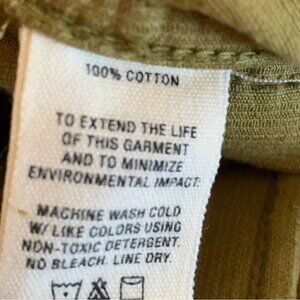 100% COTTON
TO EXTEND THE LIFE
OF THIS GARMENT
AND TO MINIMIZE
ENVIRONMENTAL IMPACT:
MACHINE WASH COLD
W/ LIKE COLORS USING
NON-TOXIC DETERGENT.
NO BLEACH. LINE DRY.